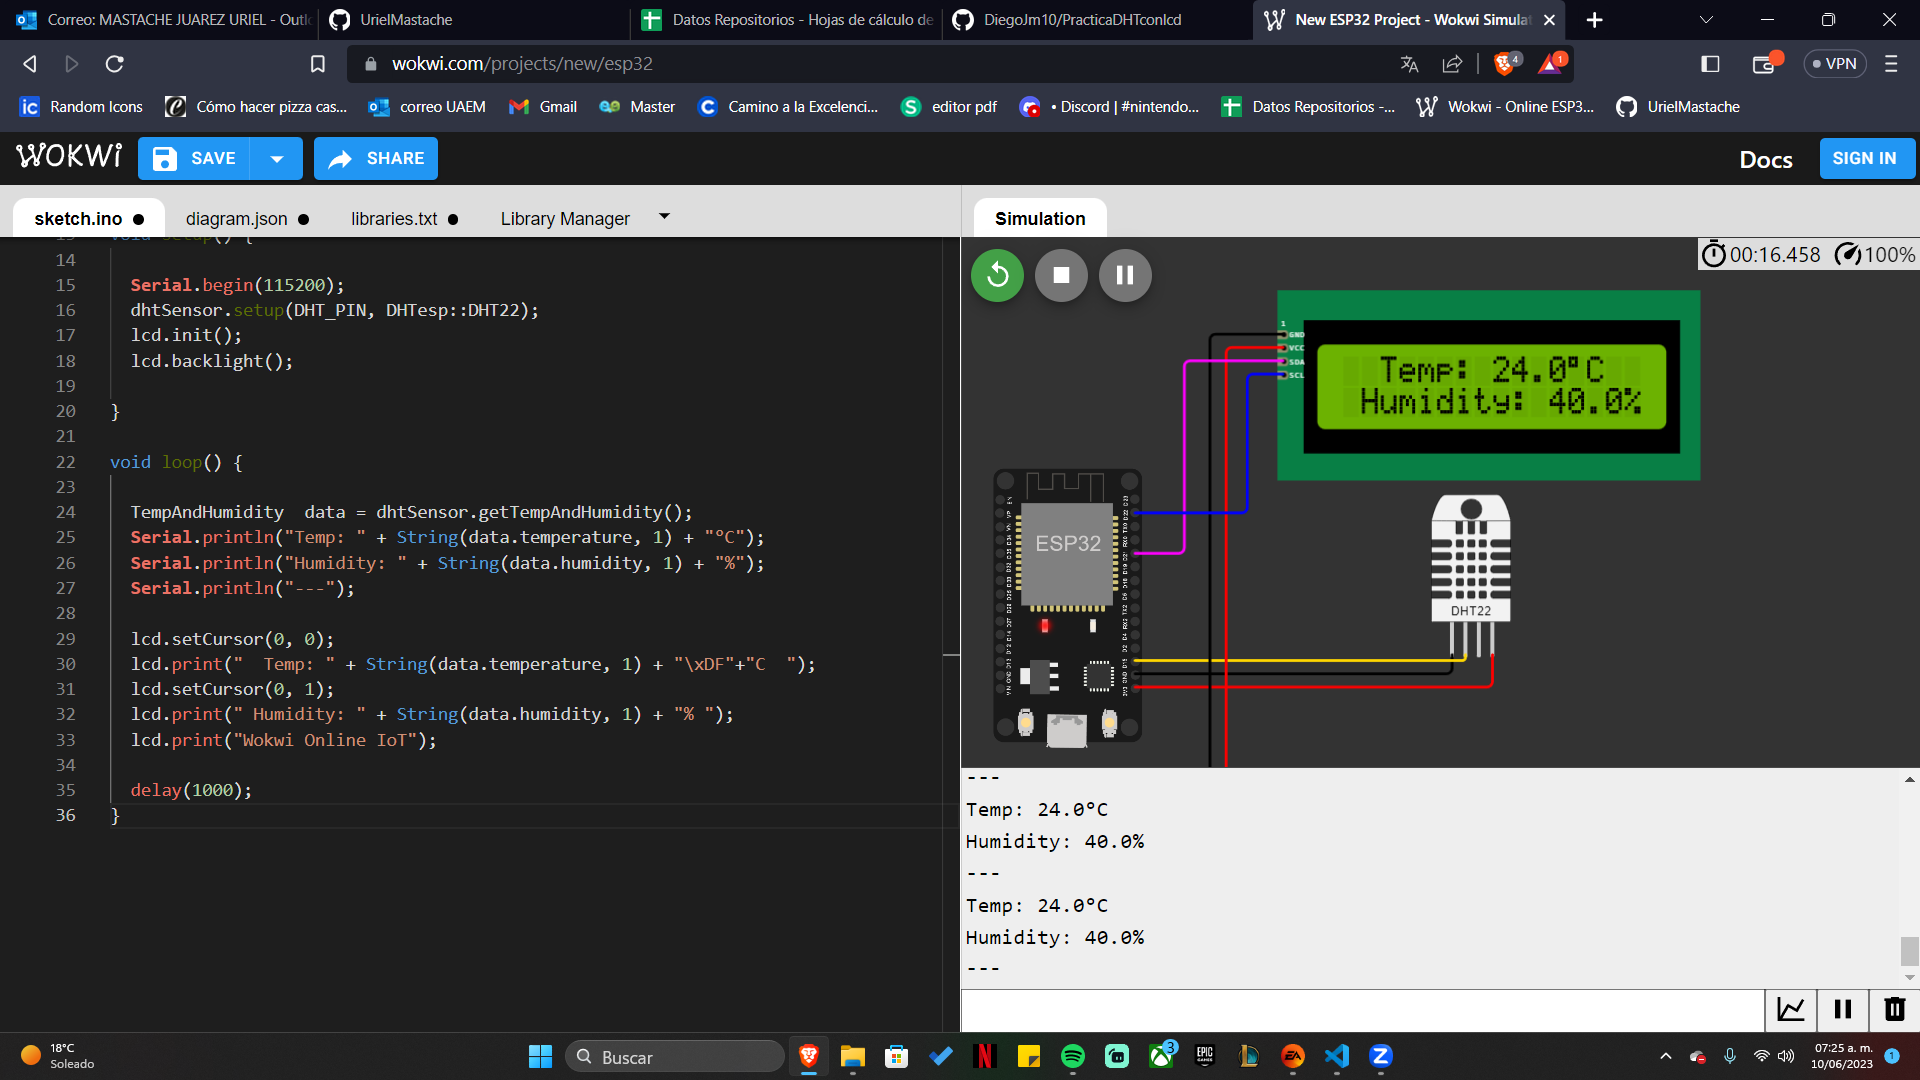 Correo: MASTACHE JUAREZ URIEL - Outl
UrielMastache
Datos Repositorios - Hojas de cálculo de
DiegoJm10/PracticaDHTconlcd
New ESP32 Project - Wokwi Simulat
wokwi.com/projects/new/esp32
4
1
VPN
Random Icons
Cómo hacer pizza cas...
correo UAEM
Gmail
Master
Camino a la Excelenci...
editor pdf
• Discord | #nintendo...
Datos Repositorios -...
Wokwi - Online ESP3...
UrielMastache
WOKWi
SAVE
SHARE
Docs
SIGN IN
sketch.ino
diagram.json
libraries.txt
Library Manager
Simulation
00:16.458
100%
14
15 Serial.begin(115200);
16 dhtSensor.setup(DHT_PIN, DHTesp::DHT22);
17 lcd.init();
18 lcd.backlight();
19
20 }
21
22 void loop() {
23
24 TempAndHumidity  data = dhtSensor.getTempAndHumidity();
25 Serial.println("Temp: " + String(data.temperature, 1) + "°C");
26 Serial.println("Humidity: " + String(data.humidity, 1) + "%");
27 Serial.println("---");
28
29 lcd.setCursor(0, 0);
30 lcd.print("  Temp: " + String(data.temperature, 1) + "\xDF"+"C  ");
31 lcd.setCursor(0, 1);
32 lcd.print(" Humidity: " + String(data.humidity, 1) + "% ");
33 lcd.print("Wokwi Online IoT");
34
35 delay(1000);
36 }
1
GND
VCC
SDA
SCL
Temp: 24.0°C
Humidity: 40.0%
ESP32
DHT22
---
Temp: 24.0°C
Humidity: 40.0%
---
Temp: 24.0°C
Humidity: 40.0%
---
18°C
Soleado
Buscar
3
EPIC
EA
07:25 a. m.
10/06/2023
1